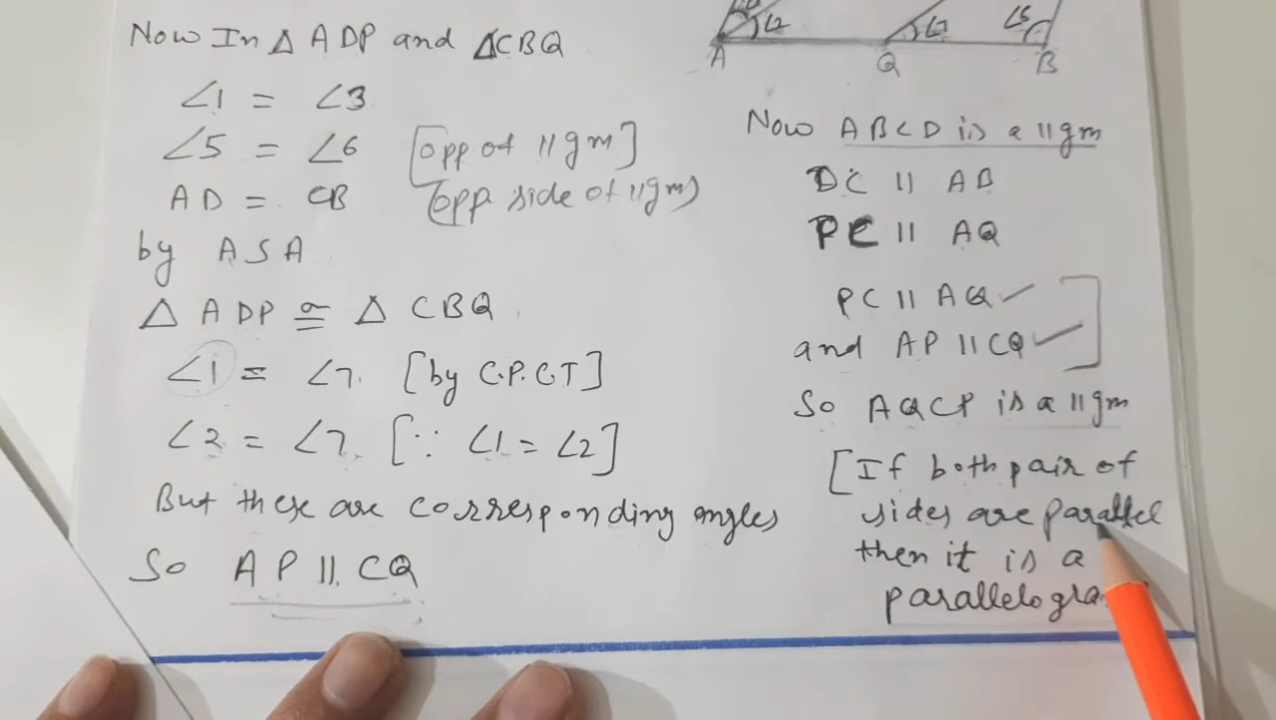 Now In △ ADP and △CBQ
∠1 = ∠3
∠5 = ∠6 [opp of ||gm]
AD = CB (opp side of ||gm)
by ASA
△ ADP ≅ △ CBQ.
∠1 = ∠7. [by C.P.C.T]
∠2 = ∠7. [∵ ∠1 = ∠2]
But these are corresponding angles
So AP ||. CQ
∠2 ∠7 ∠5
A Q B
Now ABCD is a ||gm
DC || AB
PC || AQ
PC || AQ ✓
and AP || CQ ✓
So AQCP is a ||gm
[If both pair of
sides are parallel
then it is a